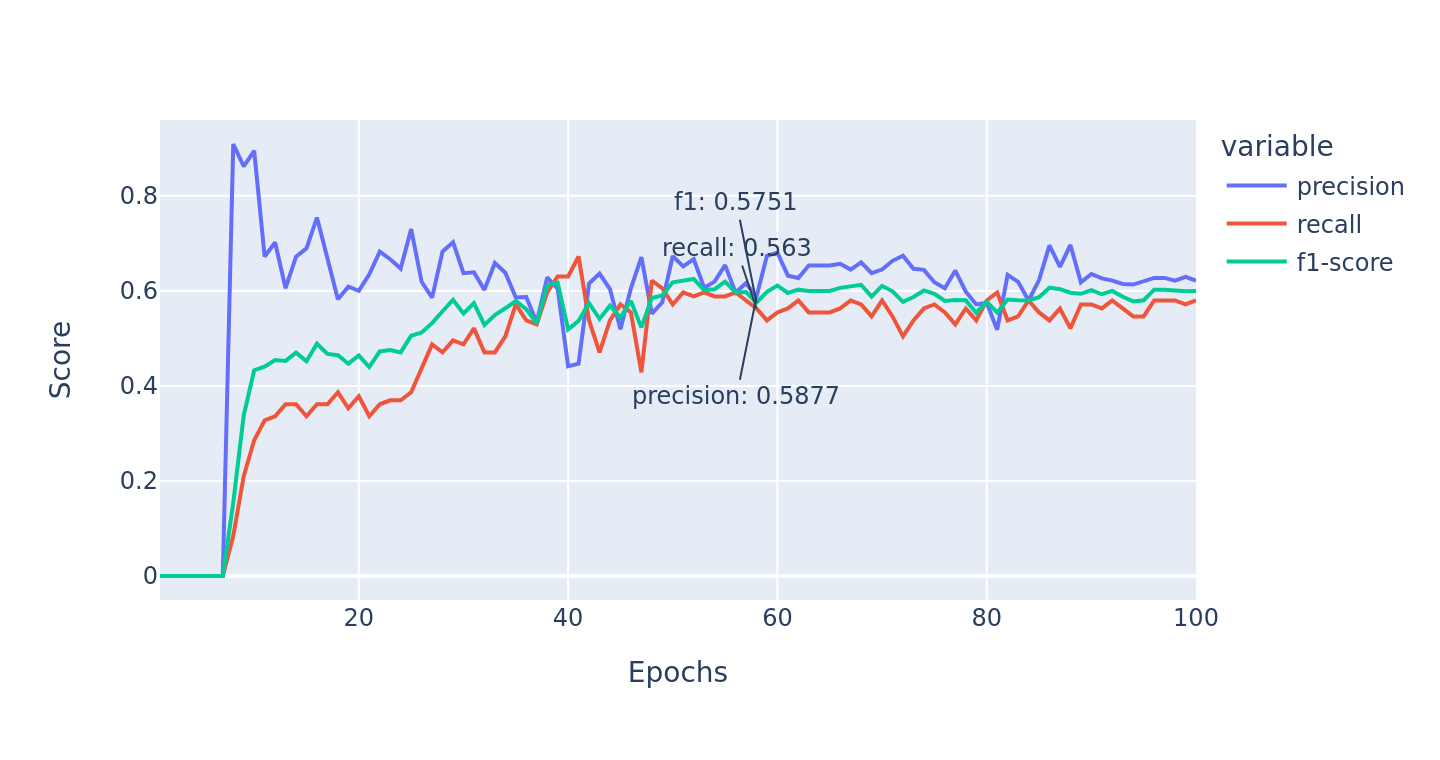 variable
precision
recall
f1-score
f1: 0.5751
recall: 0.563
precision: 0.5877
Score
0.8
0.6
0.4
0.2
0
20
40
60
80
100
Epochs